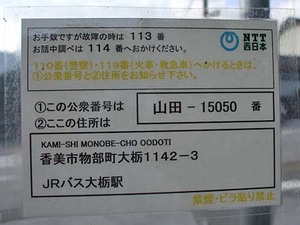 お手数ですが故障の時は 113 番
お話中調べは 114 番へおかけください。
NTT
西日本
110番(警察)・119番(火事・救急車)へかけるときは、
①公衆番号と②住所をお知らせ下さい。
①この公衆番号は
山田-15050 番
②ここの住所は
KAMI-SHI MONOBE-CHO OODOTI
香美市物部町大栃1142-3
JRバス大栃駅
禁煙・ビラ貼り禁止